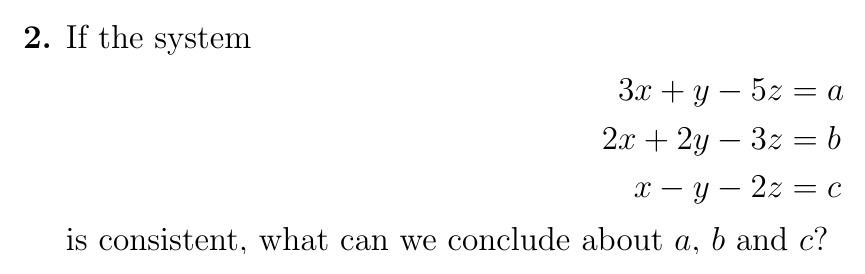 2. If the system
3x + y − 5z = a
2x + 2y − 3z = b
x − y − 2z = c
is consistent, what can we conclude about a, b and c?